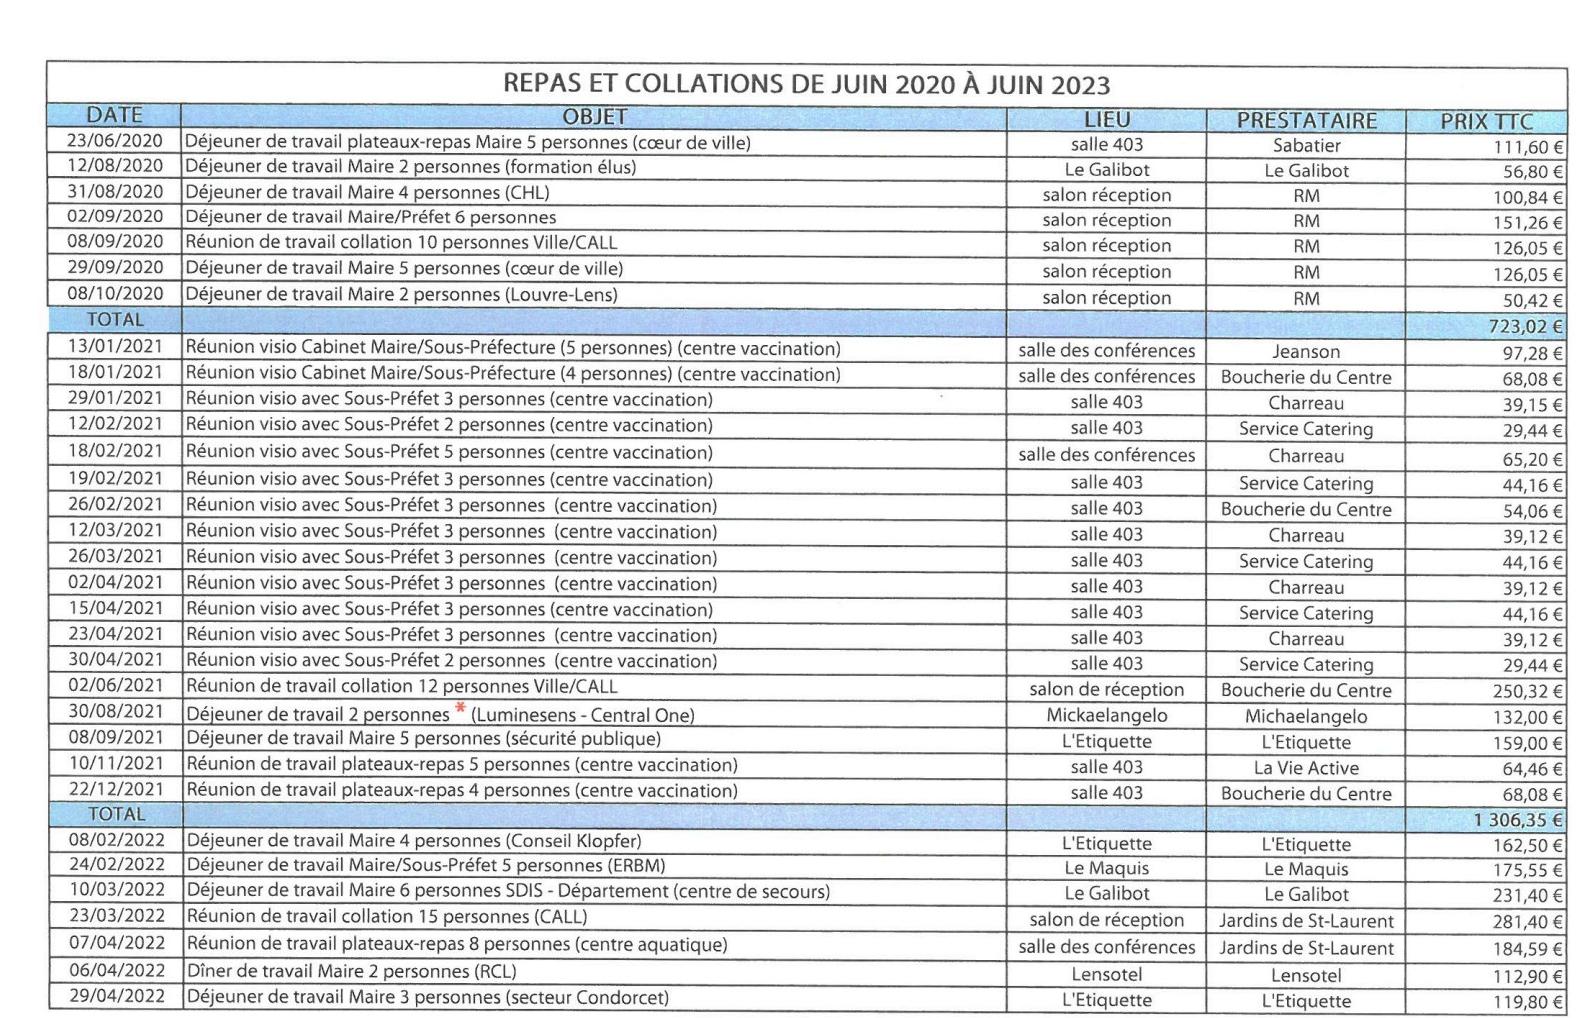 REPAS ET COLLATIONS DE JUIN 2020 À JUIN 2023
DATE OBJET LIEU PRESTATAIRE PRIX TTC
23/06/2020 Déjeuner de travail plateaux-repas Maire 5 personnes (cœur de ville) salle 403 Sabatier 111,60 €
12/08/2020 Déjeuner de travail Maire 2 personnes (formation élus) Le Galibot Le Galibot 56,80 €
31/08/2020 Déjeuner de travail Maire 4 personnes (CHL) salon réception RM 100,84 €
02/09/2020 Déjeuner de travail Maire/Préfet 6 personnes salon réception RM 151,26 €
08/09/2020 Réunion de travail collation 10 personnes Ville/CALL salon réception RM 126,05 €
29/09/2020 Déjeuner de travail Maire 5 personnes (cœur de ville) salon réception RM 126,05 €
08/10/2020 Déjeuner de travail Maire 2 personnes (Louvre-Lens) salon réception RM 50,42 €
TOTAL 723,02 €
13/01/2021 Réunion visio Cabinet Maire/Sous-Préfecture (5 personnes) (centre vaccination) salle des conférences Jeanson 97,28 €
18/01/2021 Réunion visio Cabinet Maire/Sous-Préfecture (4 personnes) (centre vaccination) salle des conférences Boucherie du Centre 68,08 €
29/01/2021 Réunion visio avec Sous-Préfet 3 personnes (centre vaccination) salle 403 Charreau 39,15 €
12/02/2021 Réunion visio avec Sous-Préfet 2 personnes (centre vaccination) salle 403 Service Catering 29,44 €
18/02/2021 Réunion visio avec Sous-Préfet 5 personnes (centre vaccination) salle des conférences Charreau 65,20 €
19/02/2021 Réunion visio avec Sous-Préfet 3 personnes (centre vaccination) salle 403 Service Catering 44,16 €
26/02/2021 Réunion visio avec Sous-Préfet 3 personnes (centre vaccination) salle 403 Boucherie du Centre 54,06 €
12/03/2021 Réunion visio avec Sous-Préfet 3 personnes (centre vaccination) salle 403 Charreau 39,12 €
26/03/2021 Réunion visio avec Sous-Préfet 3 personnes (centre vaccination) salle 403 Service Catering 44,16 €
02/04/2021 Réunion visio avec Sous-Préfet 3 personnes (centre vaccination) salle 403 Charreau 39,12 €
15/04/2021 Réunion visio avec Sous-Préfet 3 personnes (centre vaccination) salle 403 Service Catering 44,16 €
23/04/2021 Réunion visio avec Sous-Préfet 3 personnes (centre vaccination) salle 403 Charreau 39,12 €
30/04/2021 Réunion visio avec Sous-Préfet 2 personnes (centre vaccination) salle 403 Service Catering 29,44 €
02/06/2021 Réunion de travail collation 12 personnes Ville/CALL salon de réception Boucherie du Centre 250,32 €
30/08/2021 Déjeuner de travail 2 personnes * (Luminesens - Central One) Mickaelangelo Michaelangelo 132,00 €
08/09/2021 Déjeuner de travail Maire 5 personnes (sécurité publique) L'Etiquette L'Etiquette 159,00 €
10/11/2021 Réunion de travail plateaux-repas 5 personnes (centre vaccination) salle 403 La Vie Active 64,46 €
22/12/2021 Réunion de travail plateaux-repas 4 personnes (centre vaccination) salle 403 Boucherie du Centre 68,08 €
TOTAL 1 306,35 €
08/02/2022 Déjeuner de travail Maire 4 personnes (Conseil Klopfer) L'Etiquette L'Etiquette 162,50 €
24/02/2022 Déjeuner de travail Maire/Sous-Préfet 5 personnes (ERBM) Le Maquis Le Maquis 175,55 €
10/03/2022 Déjeuner de travail Maire 6 personnes SDIS - Département (centre de secours) Le Galibot Le Galibot 231,40 €
23/03/2022 Réunion de travail collation 15 personnes (CALL) salon de réception Jardins de St-Laurent 281,40 €
07/04/2022 Réunion de travail plateaux-repas 8 personnes (centre aquatique) salle des conférences Jardins de St-Laurent 184,59 €
06/04/2022 Dîner de travail Maire 2 personnes (RCL) Lensotel Lensotel 112,90 €
29/04/2022 Déjeuner de travail Maire 3 personnes (secteur Condorcet) L'Etiquette L'Etiquette 119,80 €